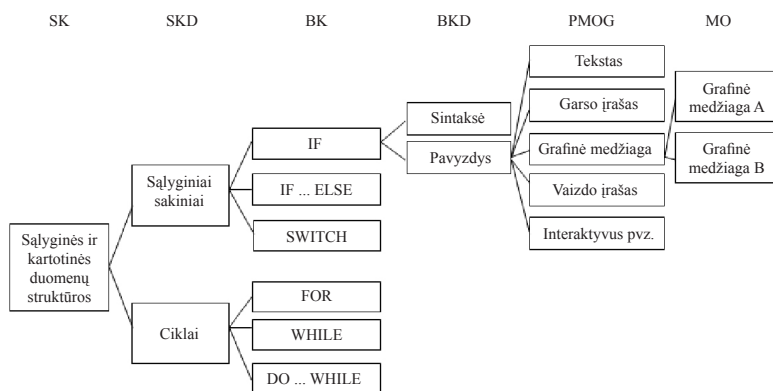 SK SKD BK BKD PMOG MO
Tekstas
Grafinė
medžiaga A
Garso įrašas
Sintaksė
IF
Grafinė medžiaga
Grafinė
medžiaga B
Pavyzdys
Sąlyginiai
sakiniai
IF ... ELSE
Vaizdo įrašas
SWITCH
Interaktyvus pvz.
Sąlyginės ir
kartotinės
duomenų
struktūros
FOR
Ciklai
WHILE
DO ... WHILE